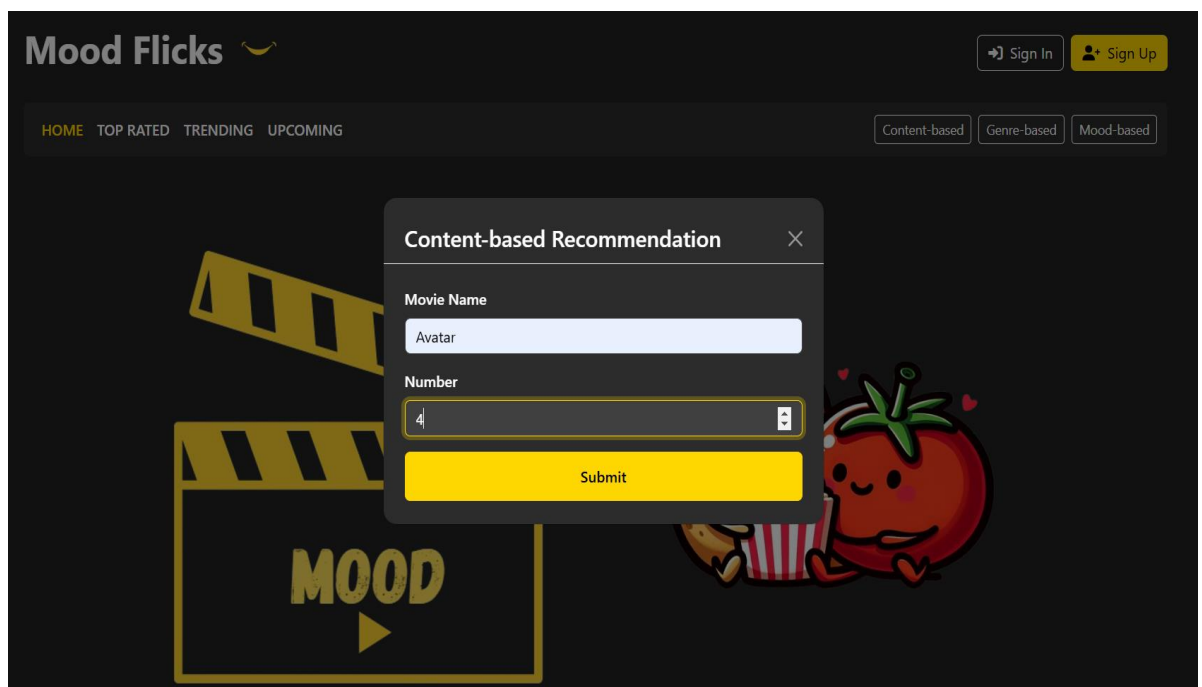 Mood Flicks
Sign In
Sign Up
HOME TOP RATED TRENDING UPCOMING
Content-based Genre-based Mood-based
Content-based Recommendation
Movie Name
Avatar
Number
4
Submit
MOOD